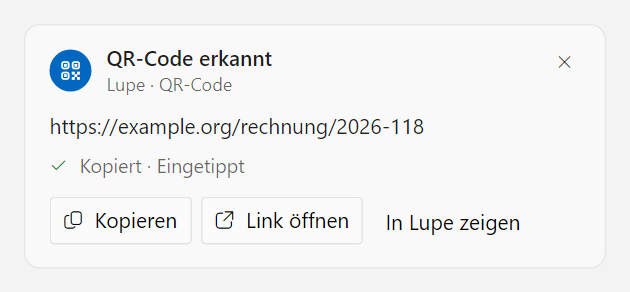 QR-Code erkannt
Lupe · QR-Code
https://example.org/rechnung/2026-118
Kopiert · Eingetippt
Kopieren
Link öffnen
In Lupe zeigen